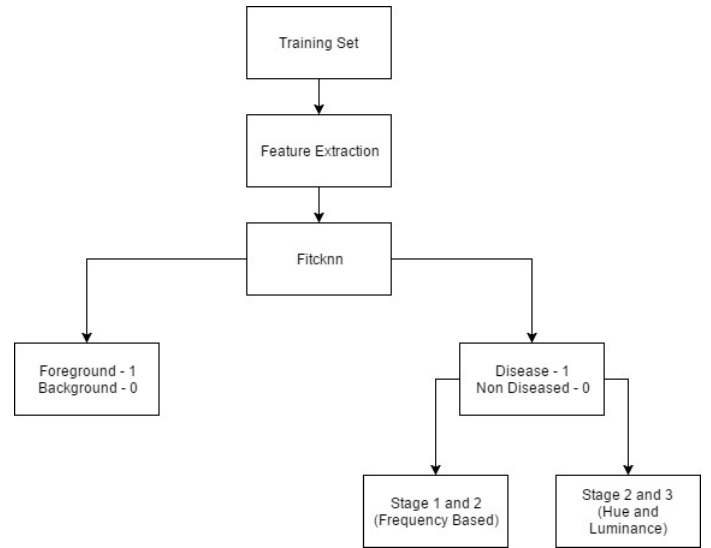 Training Set
Feature Extraction
Fitcknn
Foreground - 1
Background - 0
Disease - 1
Non Diseased - 0
Stage 1 and 2
(Frequency Based)
Stage 2 and 3
(Hue and
Luminance)